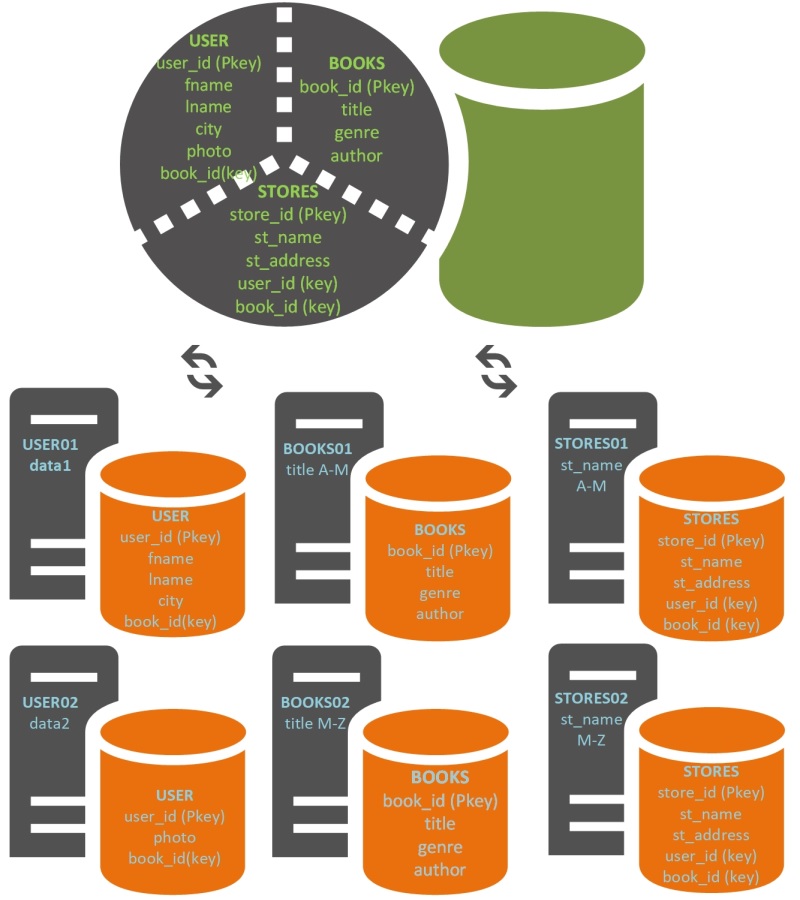 USER
user_id (Pkey)
fname
lname
city
photo
book_id(key)
BOOKS
book_id (Pkey)
title
genre
author
STORES
store_id (Pkey)
st_name
st_address
user_id (key)
book_id (key)
USER01
data1
USER
user_id (Pkey)
fname
lname
city
book_id(key)
BOOKS01
title A-M
BOOKS
book_id (Pkey)
title
genre
author
STORES01
st_name
A-M
STORES
store_id (Pkey)
st_name
st_address
user_id (key)
book_id (key)
USER02
data2
USER
user_id (Pkey)
photo
book_id(key)
BOOKS02
title M-Z
BOOKS
book_id (Pkey)
title
genre
author
STORES02
st_name
M-Z
STORES
store_id (Pkey)
st_name
st_address
user_id (key)
book_id (key)